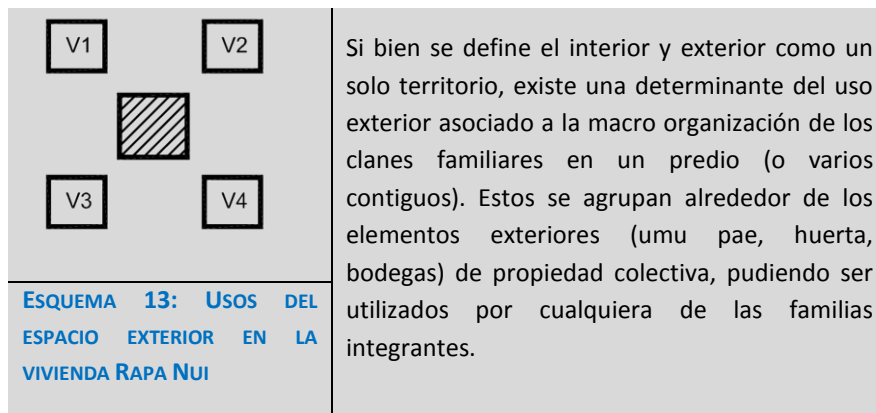 V1 V2
V3 V4
ESQUEMA 13: USOS DEL
ESPACIO EXTERIOR EN LA
VIVIENDA RAPA NUI
Si bien se define el interior y exterior como un
solo territorio, existe una determinante del uso
exterior asociado a la macro organización de los
clanes familiares en un predio (o varios
contiguos). Estos se agrupan alrededor de los
elementos exteriores (umu pae, huerta,
bodegas) de propiedad colectiva, pudiendo ser
utilizados por cualquiera de las familias
integrantes.